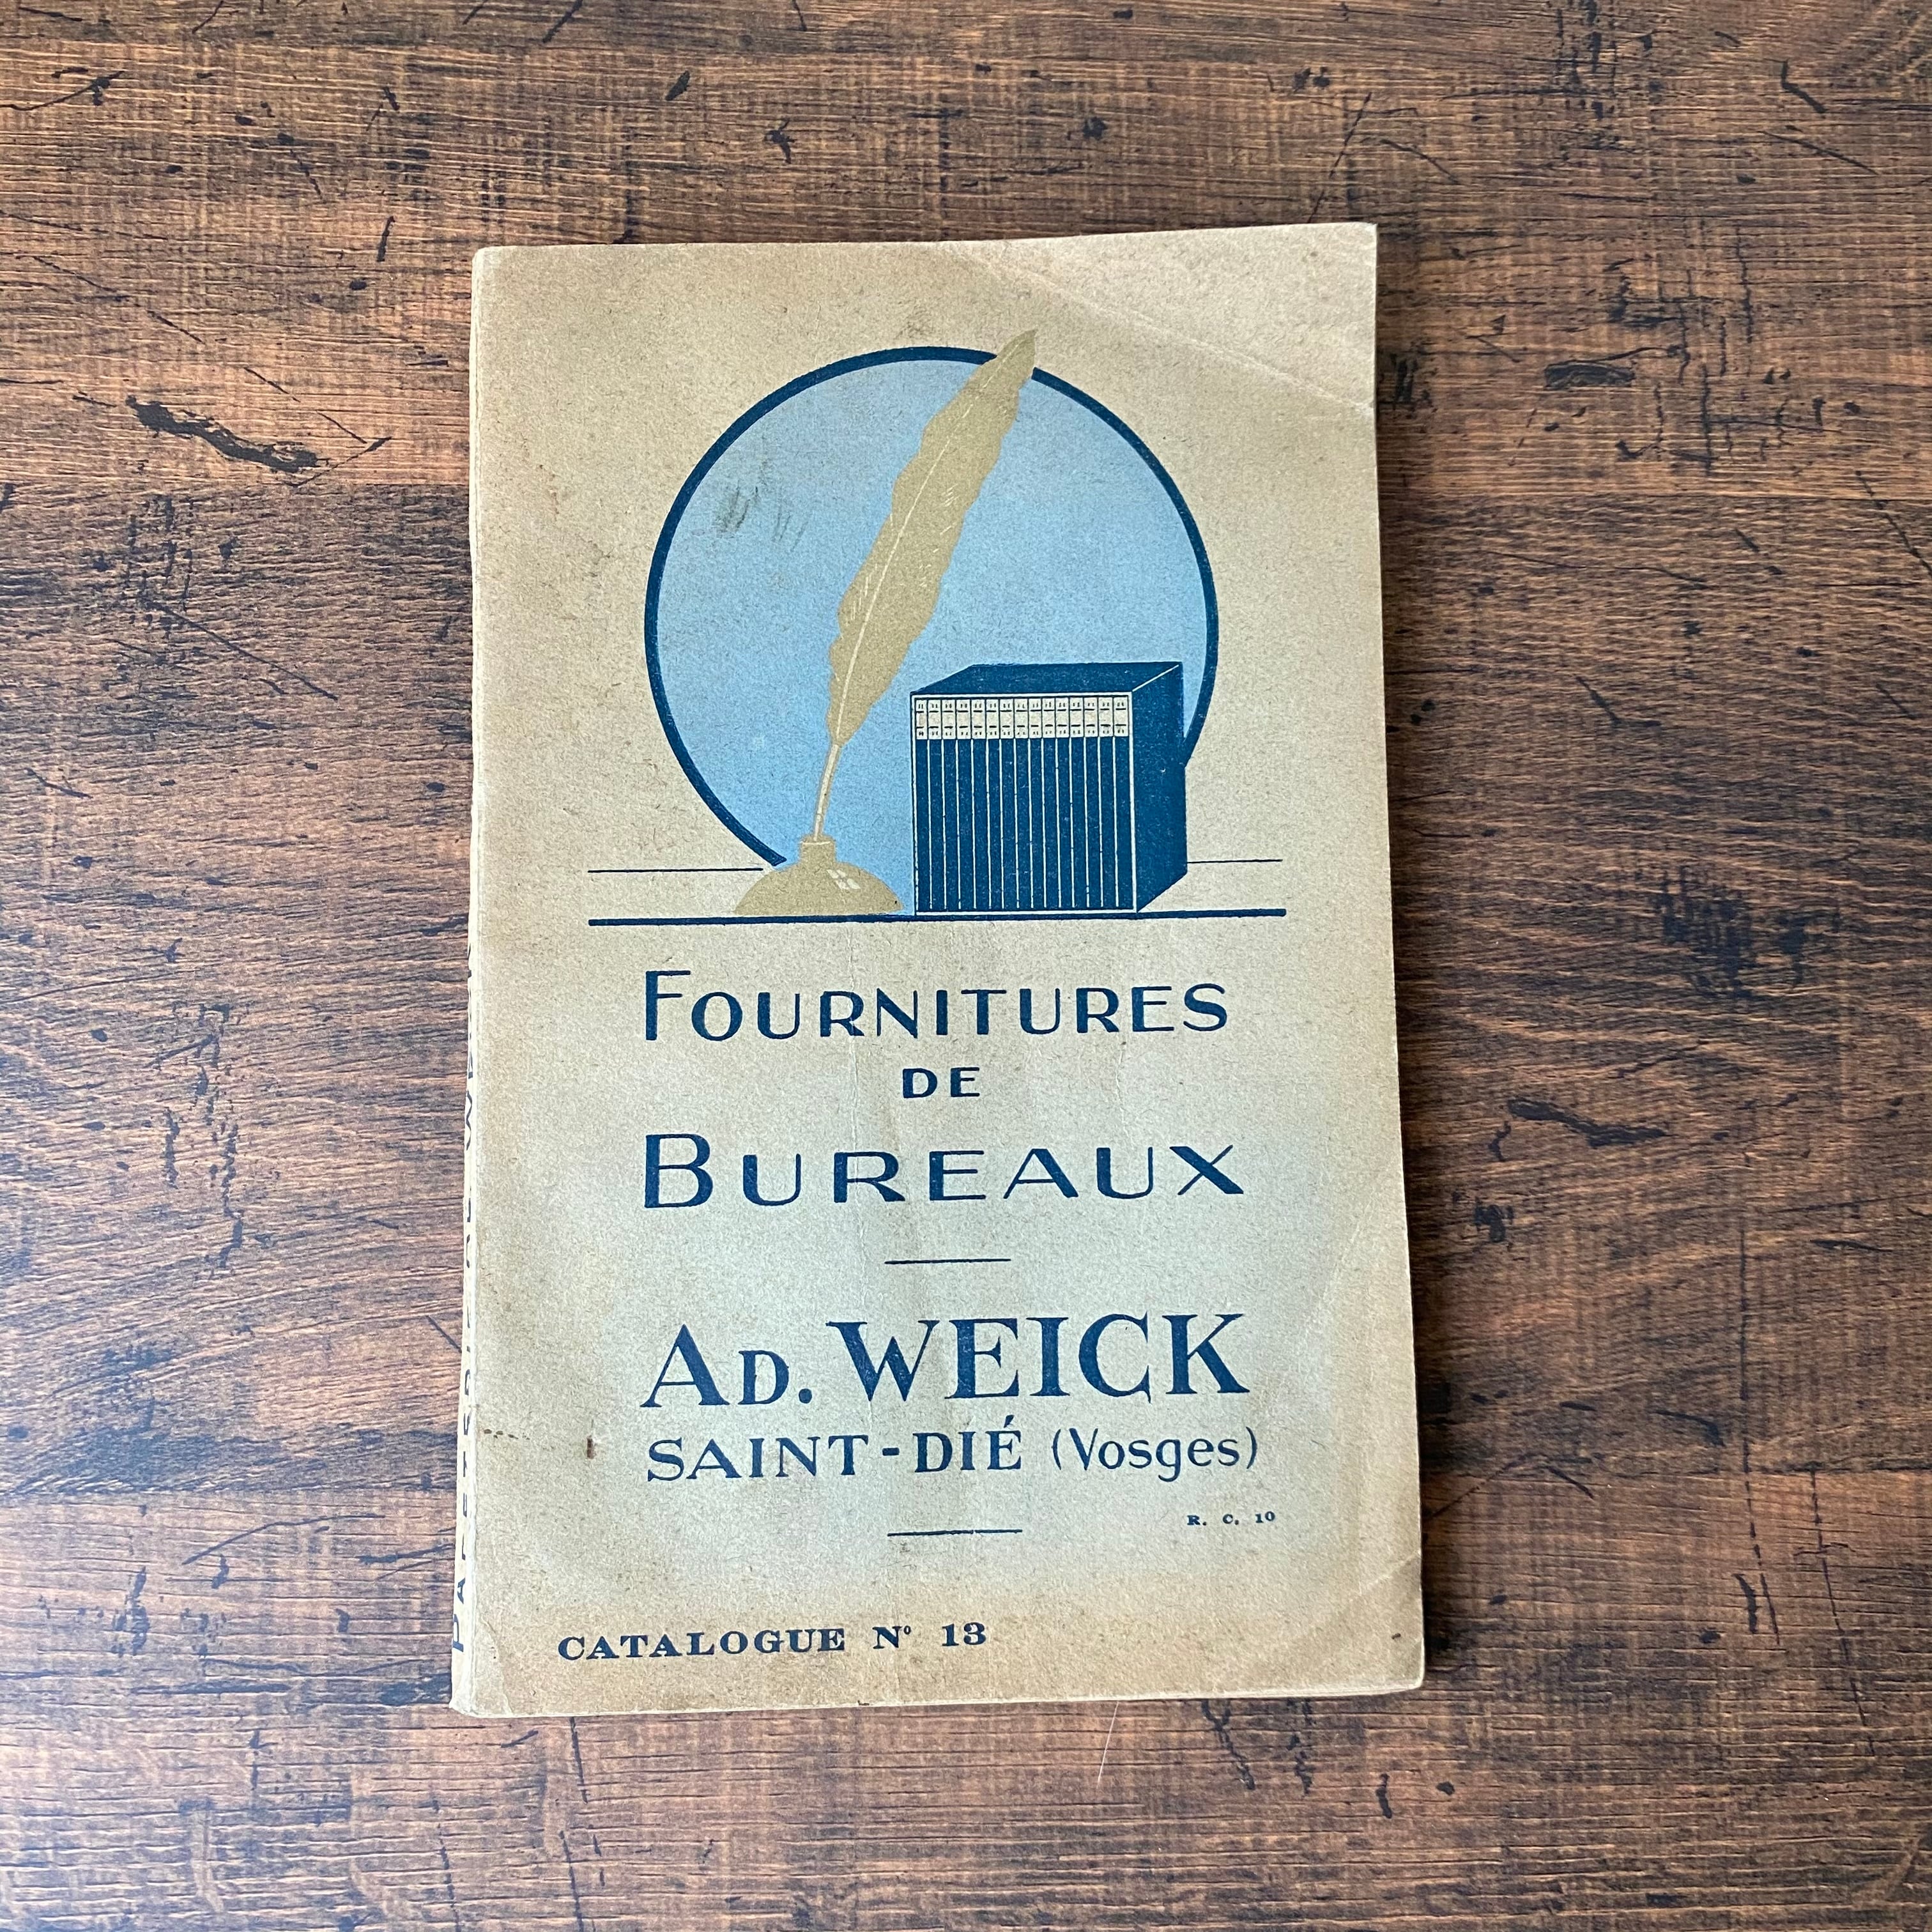 FOURNITURES
DE
BUREAUX
AD. WEICK
SAINT-DIÉ (Vosges)
R. C. 10
CATALOGUE N° 13